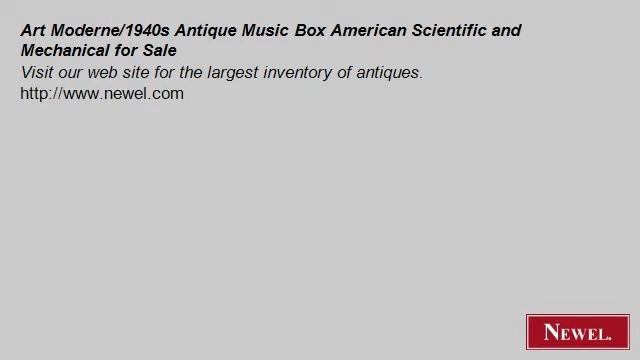 Art Moderne/1940s Antique Music Box American Scientific and
Mechanical for Sale
Visit our web site for the largest inventory of antiques.
http://www.newel.com
NEWEL.